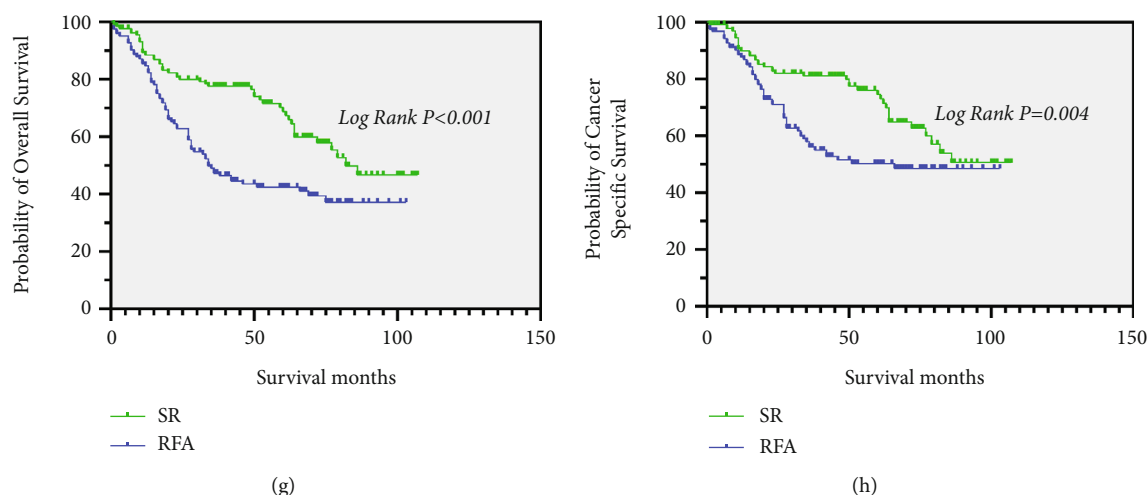 100
80
60
40
20
0
Probability of Overall Survival
Log Rank P<0.001
0 50 100 150
Survival months
SR
RFA
(g)
100
80
60
40
20
0
Probability of Cancer
Specific Survival
Log Rank P=0.004
0 50 100 150
Survival months
SR
RFA
(h)